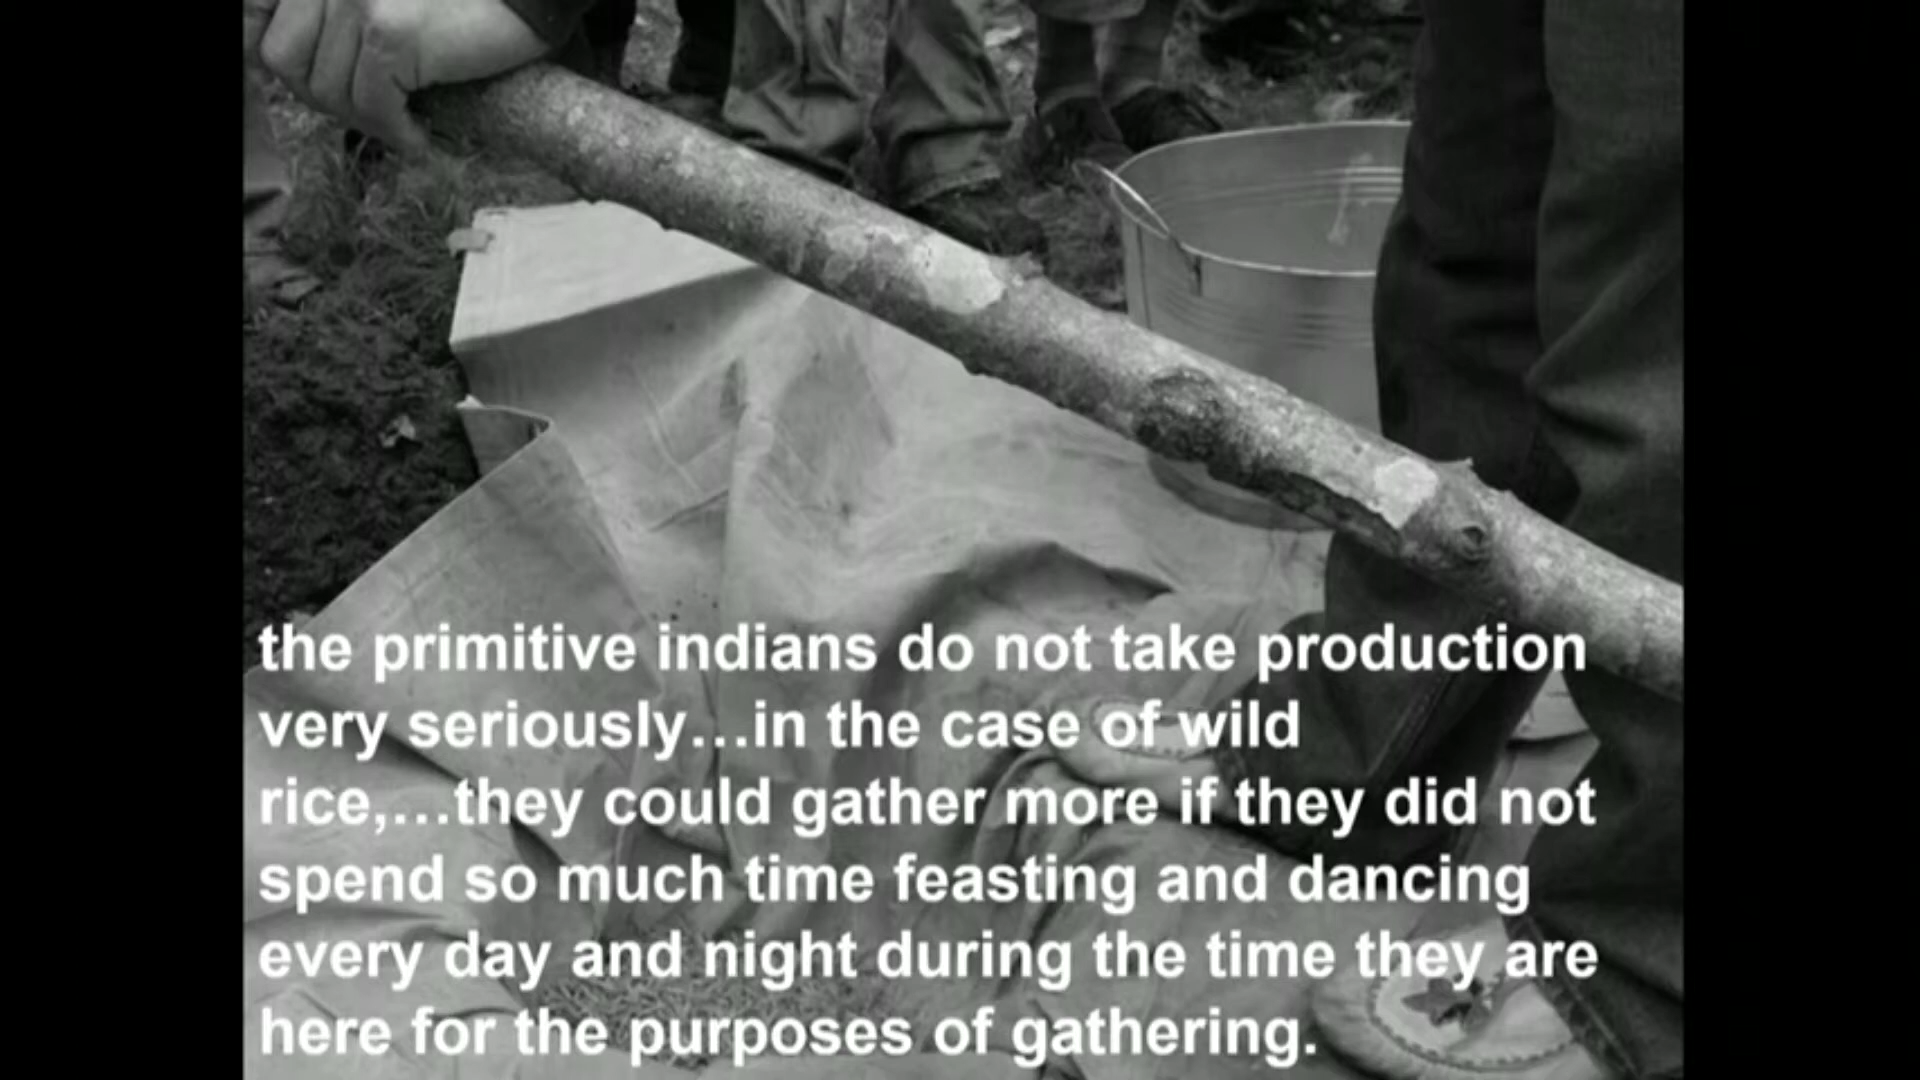 the primitive indians do not take production
very seriously…in the case of wild
rice,…they could gather more if they did not
spend so much time feasting and dancing
every day and night during the time they are
here for the purposes of gathering.